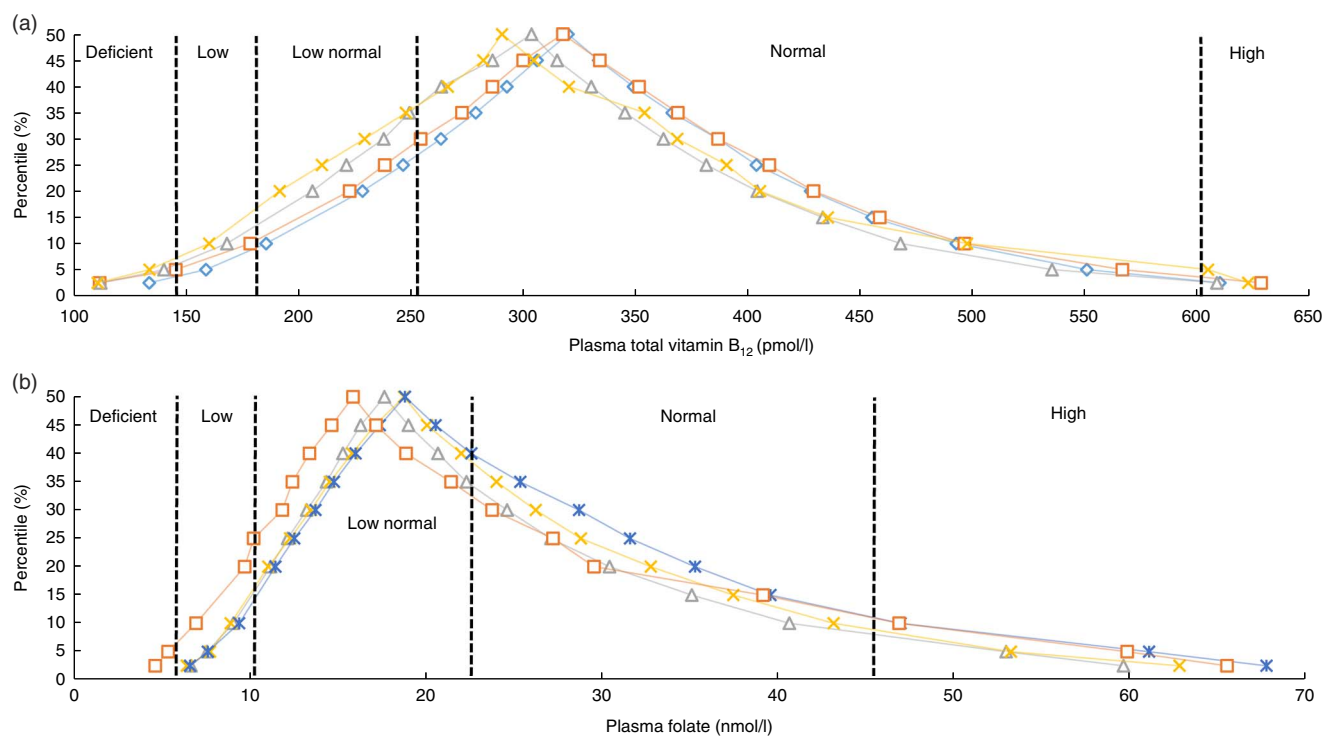 (a)
Deficient Low Low normal Normal High
50
45
40
35
30
25
20
15
10
5
0
Percentile (%)
100 150 200 250 300 350 400 450 500 550 600 650
Plasma total vitamin B12 (pmol/l)
(b)
Deficient Low Normal High
Low normal
50
45
40
35
30
25
20
15
10
5
0
Percentile (%)
0 10 20 30 40 50 60 70
Plasma folate (nmol/l)